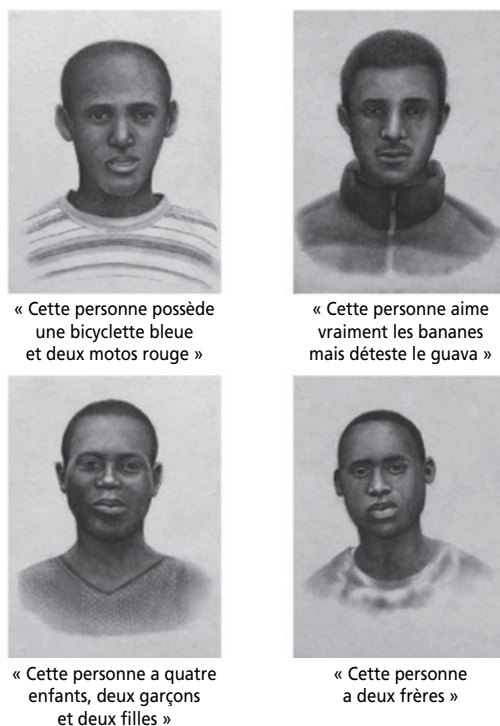 « Cette personne possède
une bicyclette bleue
et deux motos rouge »
« Cette personne aime
vraiment les bananes
mais déteste le guava »
« Cette personne a quatre
enfants, deux garçons
et deux filles »
« Cette personne
a deux frères »